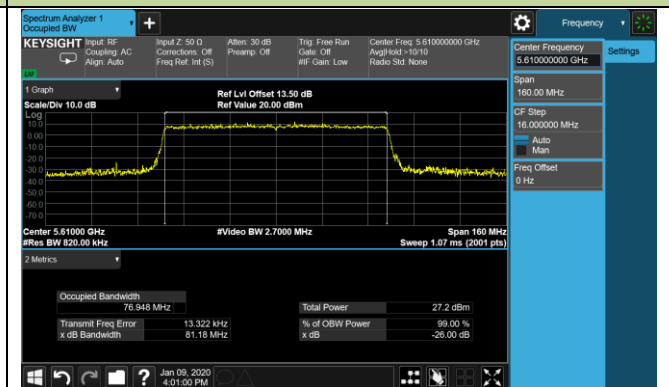 Spectrum Analyzer 1
Occupied BW
+
Frequency
KEYSIGHT
Input: RF
Coupling: AC
Align: Auto
Input Z: 50 Ω
Corrections: Off
Freq Ref: Int (S)
Atten: 30 dB
Preamp: Off
Trig: Free Run
Gate: Off
#IF Gain: Low
Center Freq: 5.610000000 GHz
Avg|Hold:>10/10
Radio Std: None
Center Frequency
5.610000000 GHz
Settings
Span
160.00 MHz
CF Step
16.000000 MHz
Auto
Man
Freq Offset
0 Hz
1 Graph
Scale/Div 10.0 dB
Ref Lvl Offset 13.50 dB
Ref Value 20.00 dBm
Log
10.0
0.00
-10.0
-20.0
-30.0
-40.0
-50.0
-60.0
-70.0
Center 5.61000 GHz
#Res BW 820.00 kHz
#Video BW 2.7000 MHz
Span 160 MHz
Sweep 1.07 ms (2001 pts)
2 Metrics
Occupied Bandwidth
76.948 MHz
Transmit Freq Error 13.322 kHz
x dB Bandwidth 81.18 MHz
Total Power 27.2 dBm
% of OBW Power 99.00 %
x dB -26.00 dB
?
Jan 09, 2020
4:01:00 PM